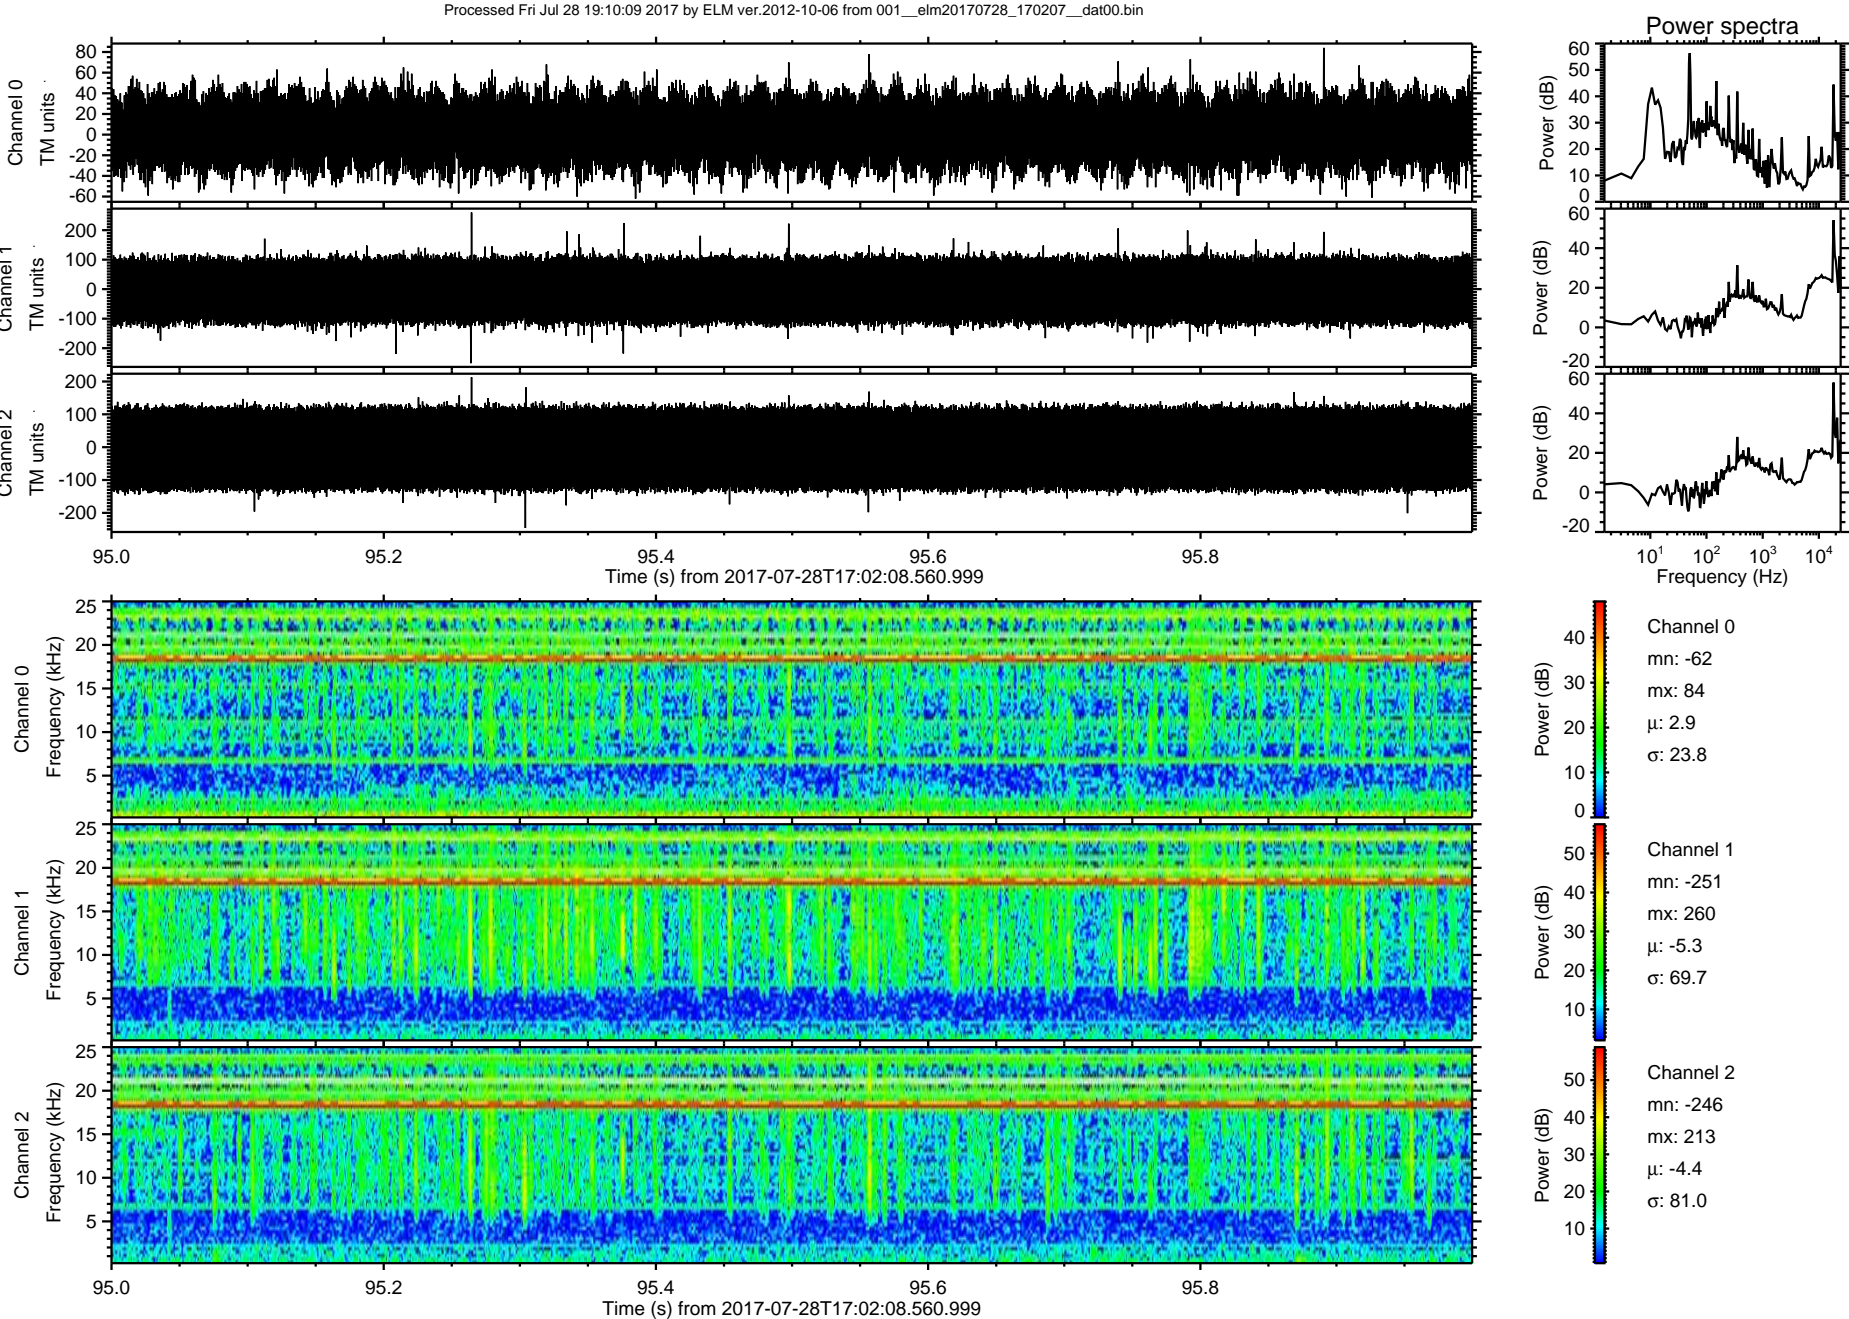 Processed Fri Jul 28 19:10:09 2017 by ELM ver.2012-10-06 from 001__elm20170728_170207__dat00.bin
Power spectra
Channel 0
TM units
80
60
40
20
0
-20
-40
-60
Power (dB)
60
50
40
30
20
10
0
Channel 1
TM units
200
100
0
-100
-200
Power (dB)
60
40
20
0
-20
Channel 2
TM units
200
100
0
-100
-200
Power (dB)
60
40
20
0
-20
95.0 95.2 95.4 95.6 95.8
Time (s) from 2017-07-28T17:02:08.560.999
10^1 10^2 10^3 10^4
Frequency (Hz)
Channel 0
Frequency (kHz)
25
20
15
10
5
Power (dB)
40
30
20
10
0
Channel 0
mn: -62
mx: 84
μ: 2.9
σ: 23.8
Channel 1
Frequency (kHz)
25
20
15
10
5
Power (dB)
50
40
30
20
10
Channel 1
mn: -251
mx: 260
μ: -5.3
σ: 69.7
Channel 2
Frequency (kHz)
25
20
15
10
5
Power (dB)
50
40
30
20
10
Channel 2
mn: -246
mx: 213
μ: -4.4
σ: 81.0
95.0 95.2 95.4 95.6 95.8
Time (s) from 2017-07-28T17:02:08.560.999